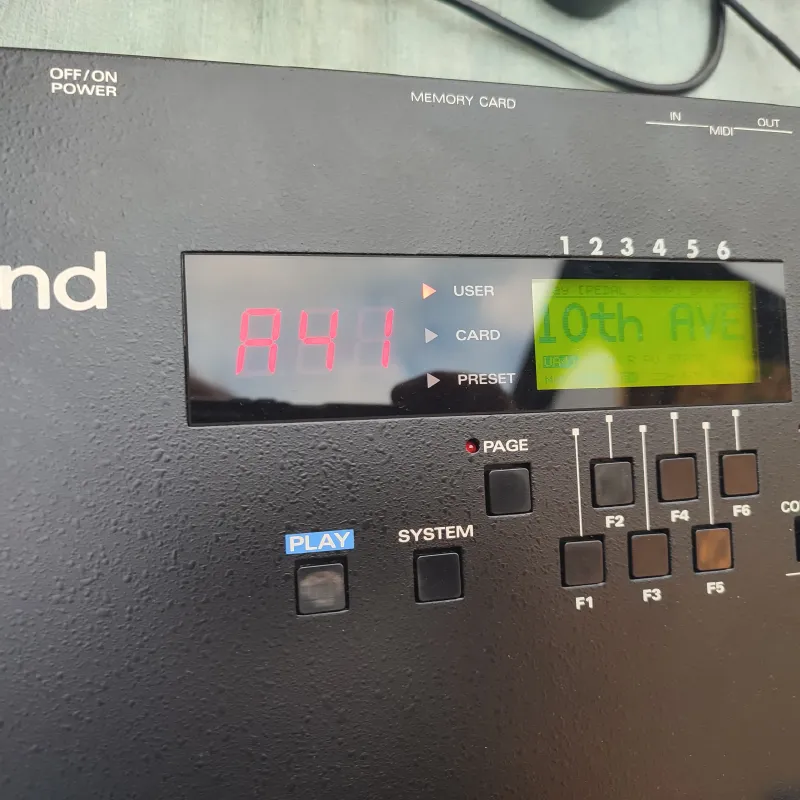 OFF/ON
POWER
MEMORY CARD
IN
OUT
MIDI
nd
1 2 3 4 5 6
A41
USER
CARD
PRESET
10th AVE
PAGE
PLAY
SYSTEM
F2
F4
F6
CO
F1
F3
F5